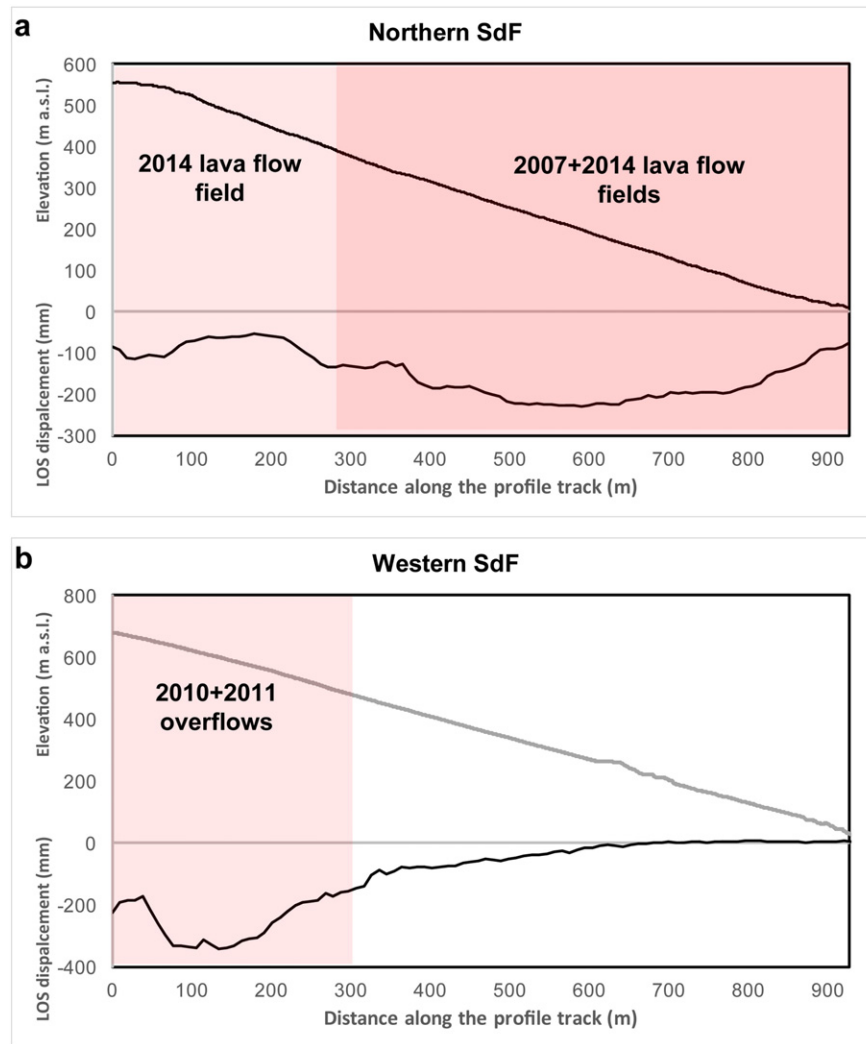 a
Northern SdF
Elevation (m a.s.l.)
LOS dispalcement (mm)
600
500
400
300
200
100
0
-100
-200
-300
2014 lava flow
field
2007+2014 lava flow
fields
0 100 200 300 400 500 600 700 800 900
Distance along the profile track (m)
b
Western SdF
Elevation (m a.s.l.)
LOS dispalcement (mm)
800
600
400
200
0
-200
-400
2010+2011
overflows
0 100 200 300 400 500 600 700 800 900
Distance along the profile track (m)